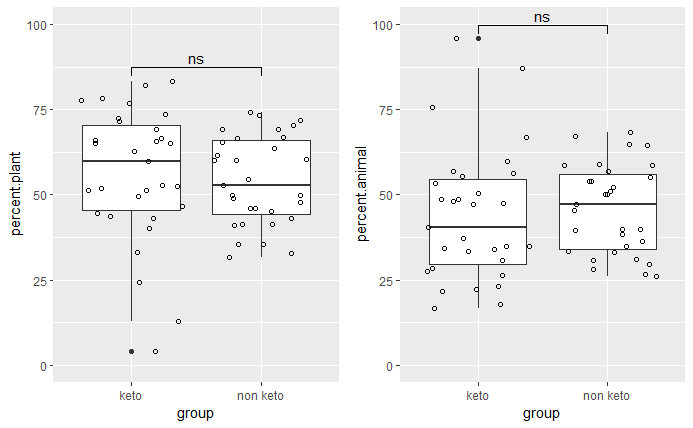 100
75
50
25
0
percent.plant
ns
keto
non keto
group
100
75
50
25
0
percent.animal
ns
keto
non keto
group